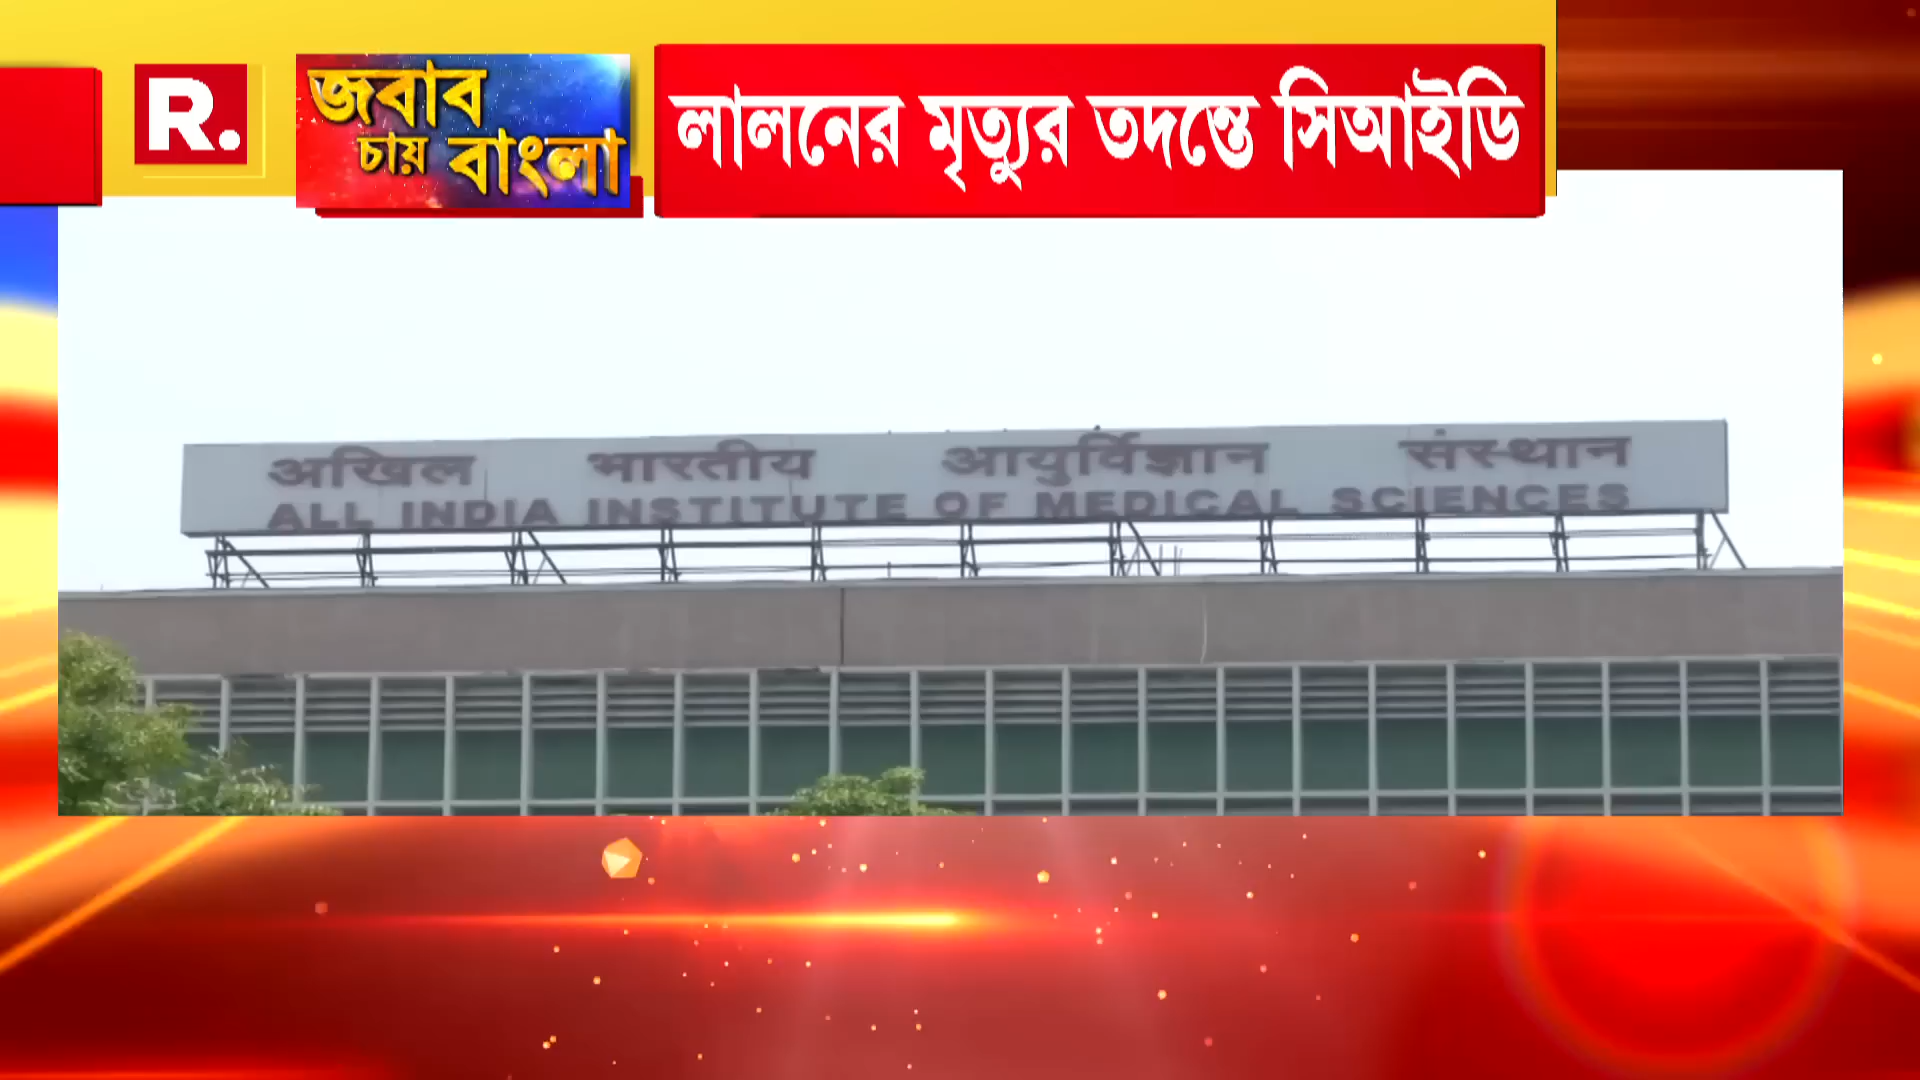 R.
জবাব
চায় বাংলা
লালনের মৃত্যুর তদন্তে সিআইডি
अखिल भारतीय आयुर्विज्ञान संस्थान
ALL INDIA INSTITUTE OF MEDICAL SCIENCES